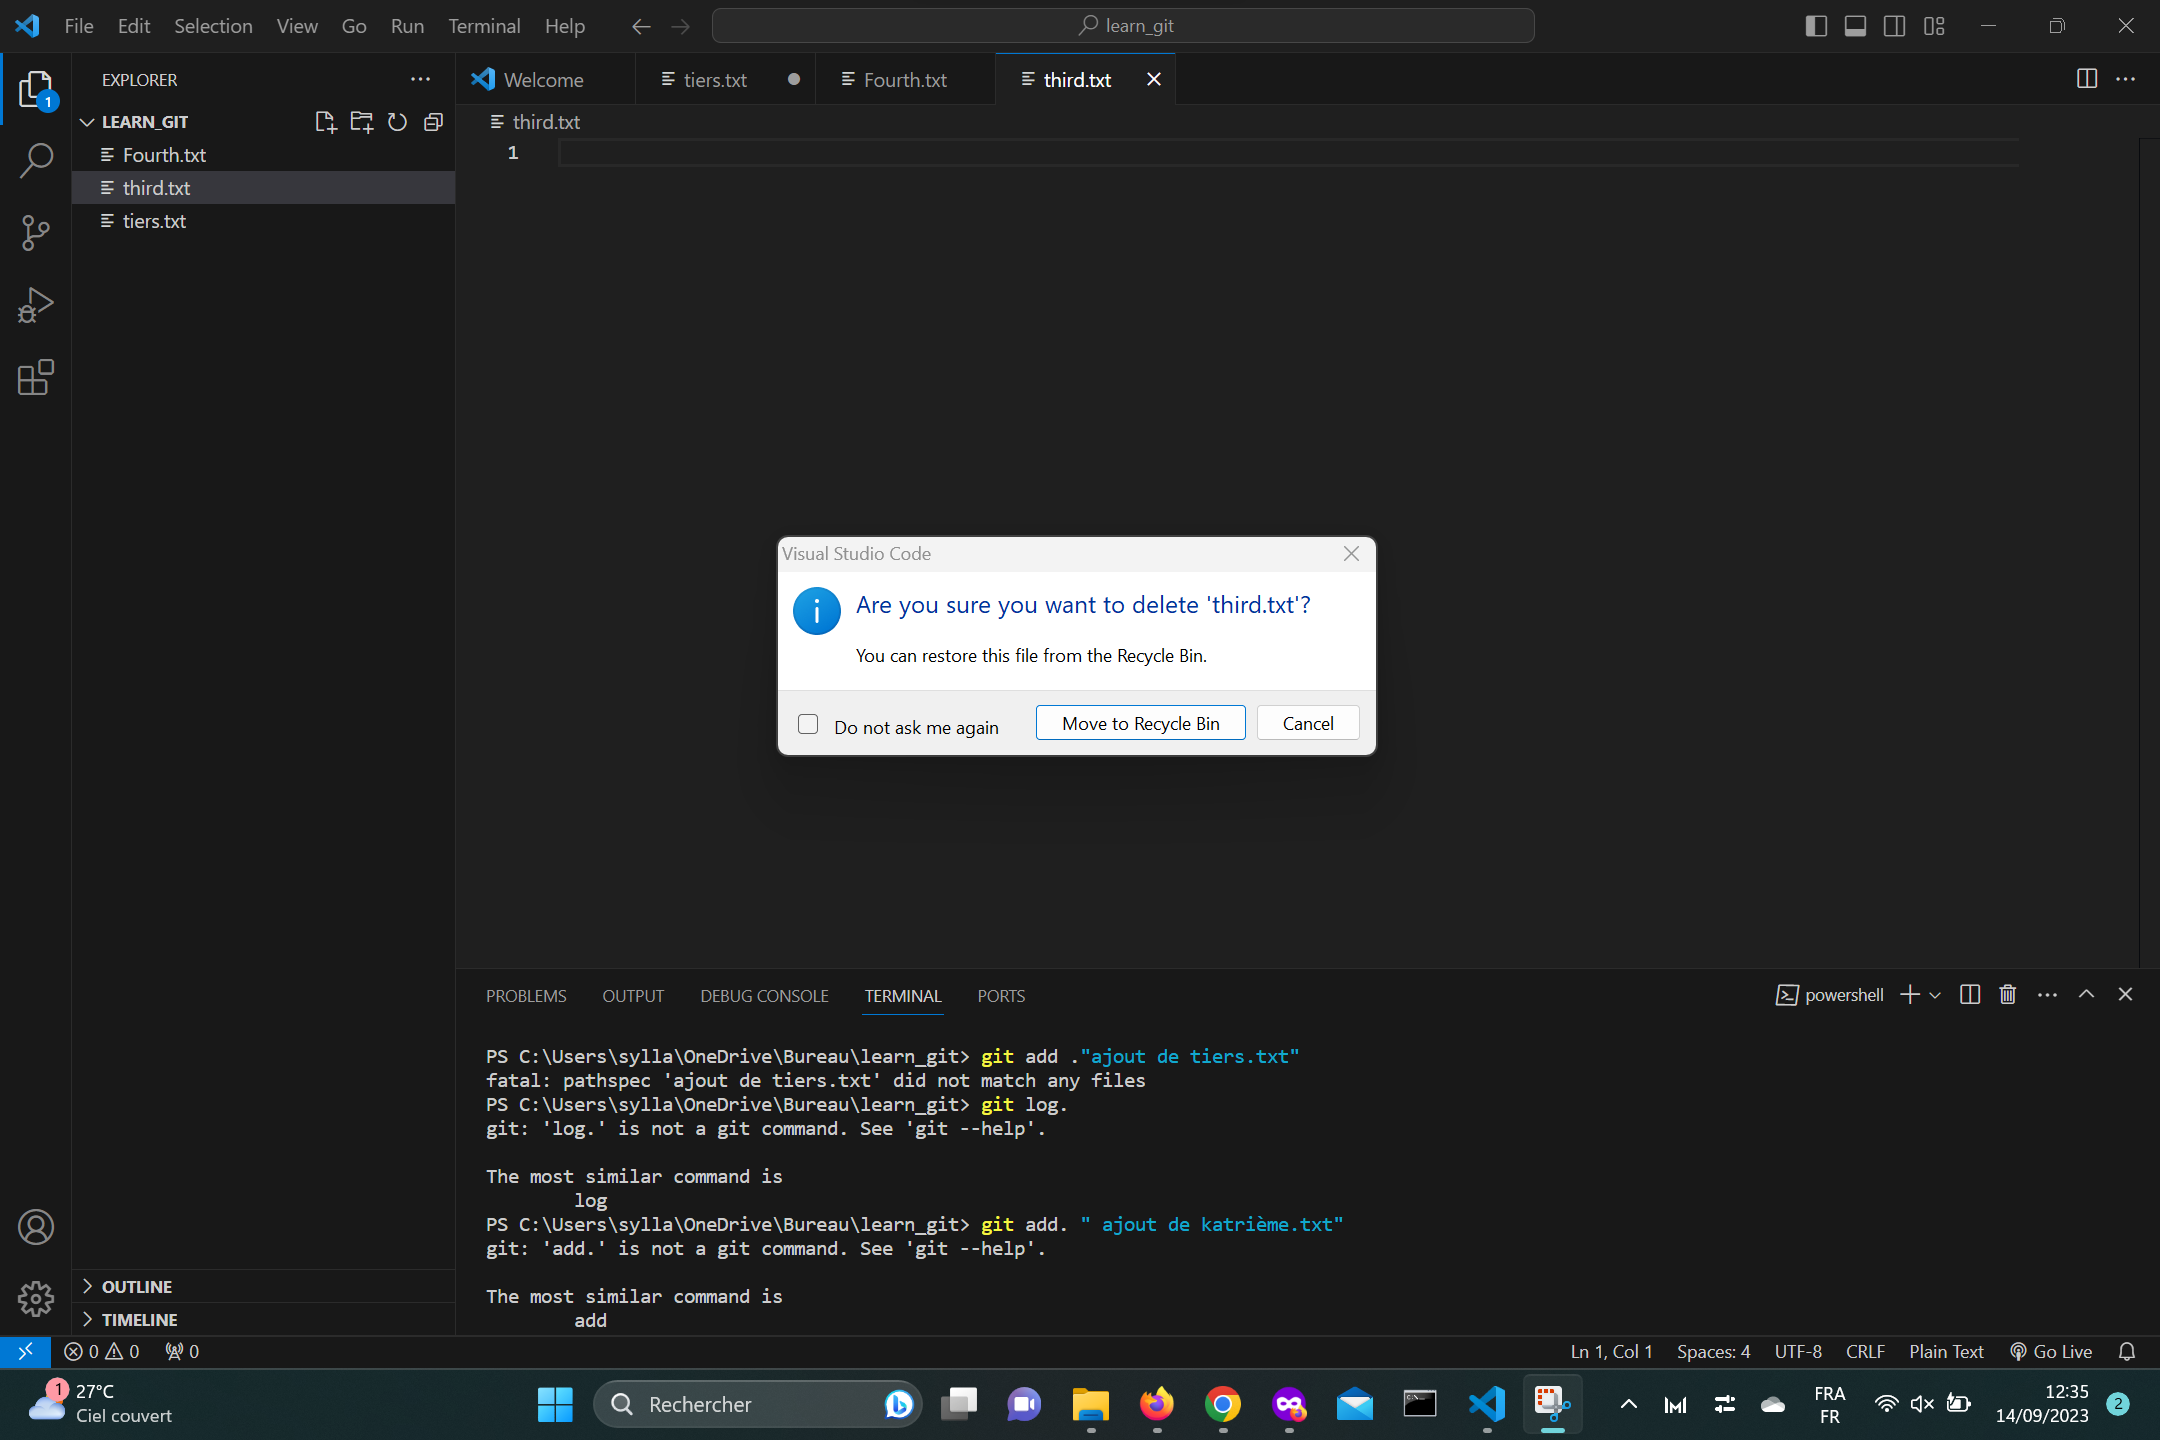 File Edit Selection View Go Run Terminal Help
learn_git
EXPLORER
LEARN_GIT
Fourth.txt
third.txt
tiers.txt
1
Welcome
tiers.txt
Fourth.txt
third.txt
third.txt
1
Visual Studio Code
Are you sure you want to delete 'third.txt'?
You can restore this file from the Recycle Bin.
Do not ask me again
Move to Recycle Bin
Cancel
PROBLEMS OUTPUT DEBUG CONSOLE TERMINAL PORTS
powershell
PS C:\Users\sylla\OneDrive\Bureau\learn_git> git add ."ajout de tiers.txt"
fatal: pathspec 'ajout de tiers.txt' did not match any files
PS C:\Users\sylla\OneDrive\Bureau\learn_git> git log.
git: 'log.' is not a git command. See 'git --help'.
The most similar command is
log
PS C:\Users\sylla\OneDrive\Bureau\learn_git> git add. " ajout de katrième.txt"
git: 'add.' is not a git command. See 'git --help'.
The most similar command is
add
OUTLINE
TIMELINE
0 0 0
Ln 1, Col 1 Spaces: 4 UTF-8 CRLF Plain Text Go Live
1
27°C
Ciel couvert
Rechercher
FRA
FR
12:35
14/09/2023
2